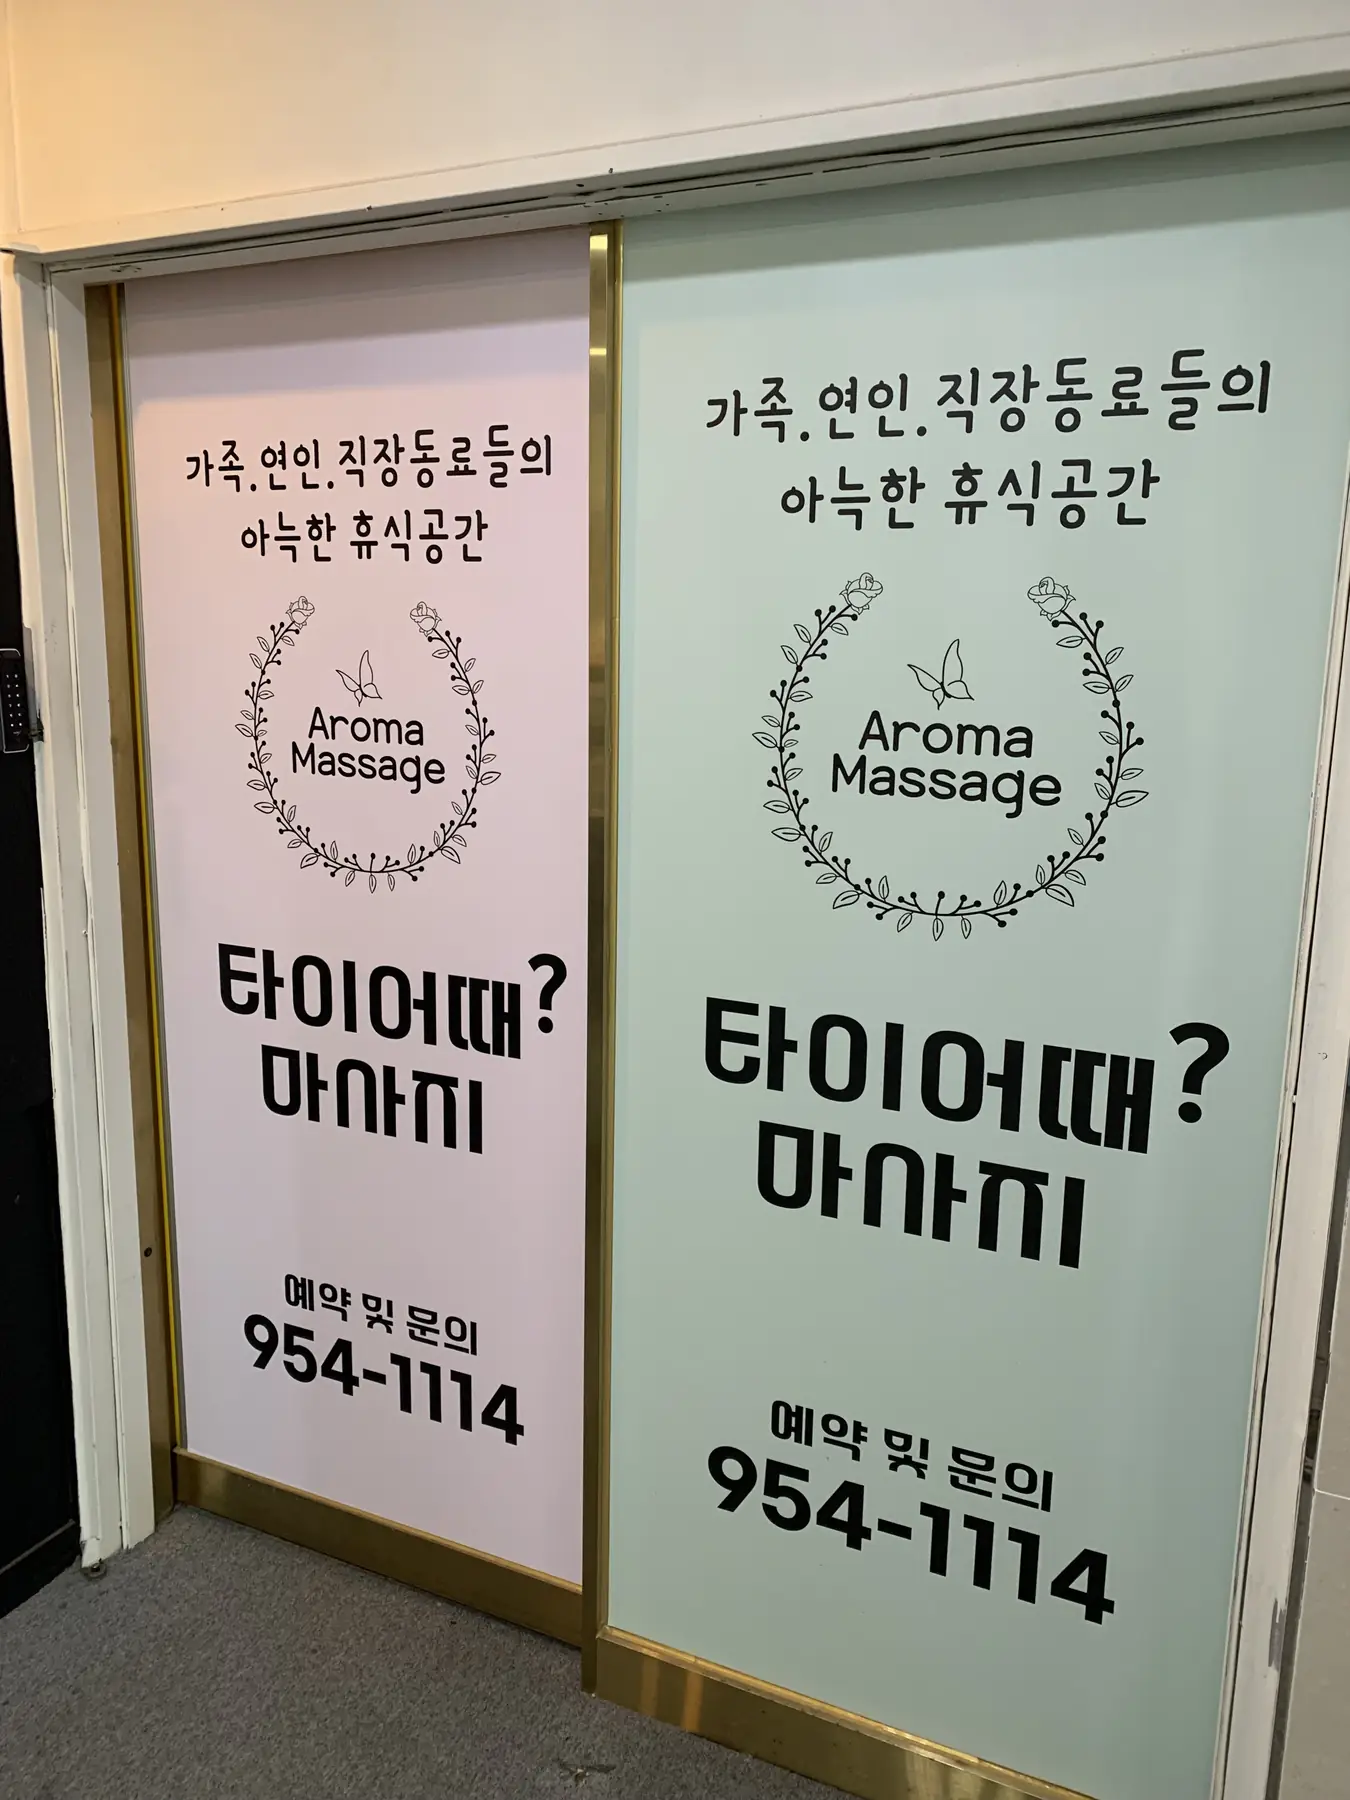 가족.연인.직장동료들의
아늑한 휴식공간
Aroma
Massage
타이어때?
마사지
예약 및 문의
954-1114
가족.연인.직장동료들의
아늑한 휴식공간
Aroma
Massage
타이어때?
마사지
예약 및 문의
954-1114